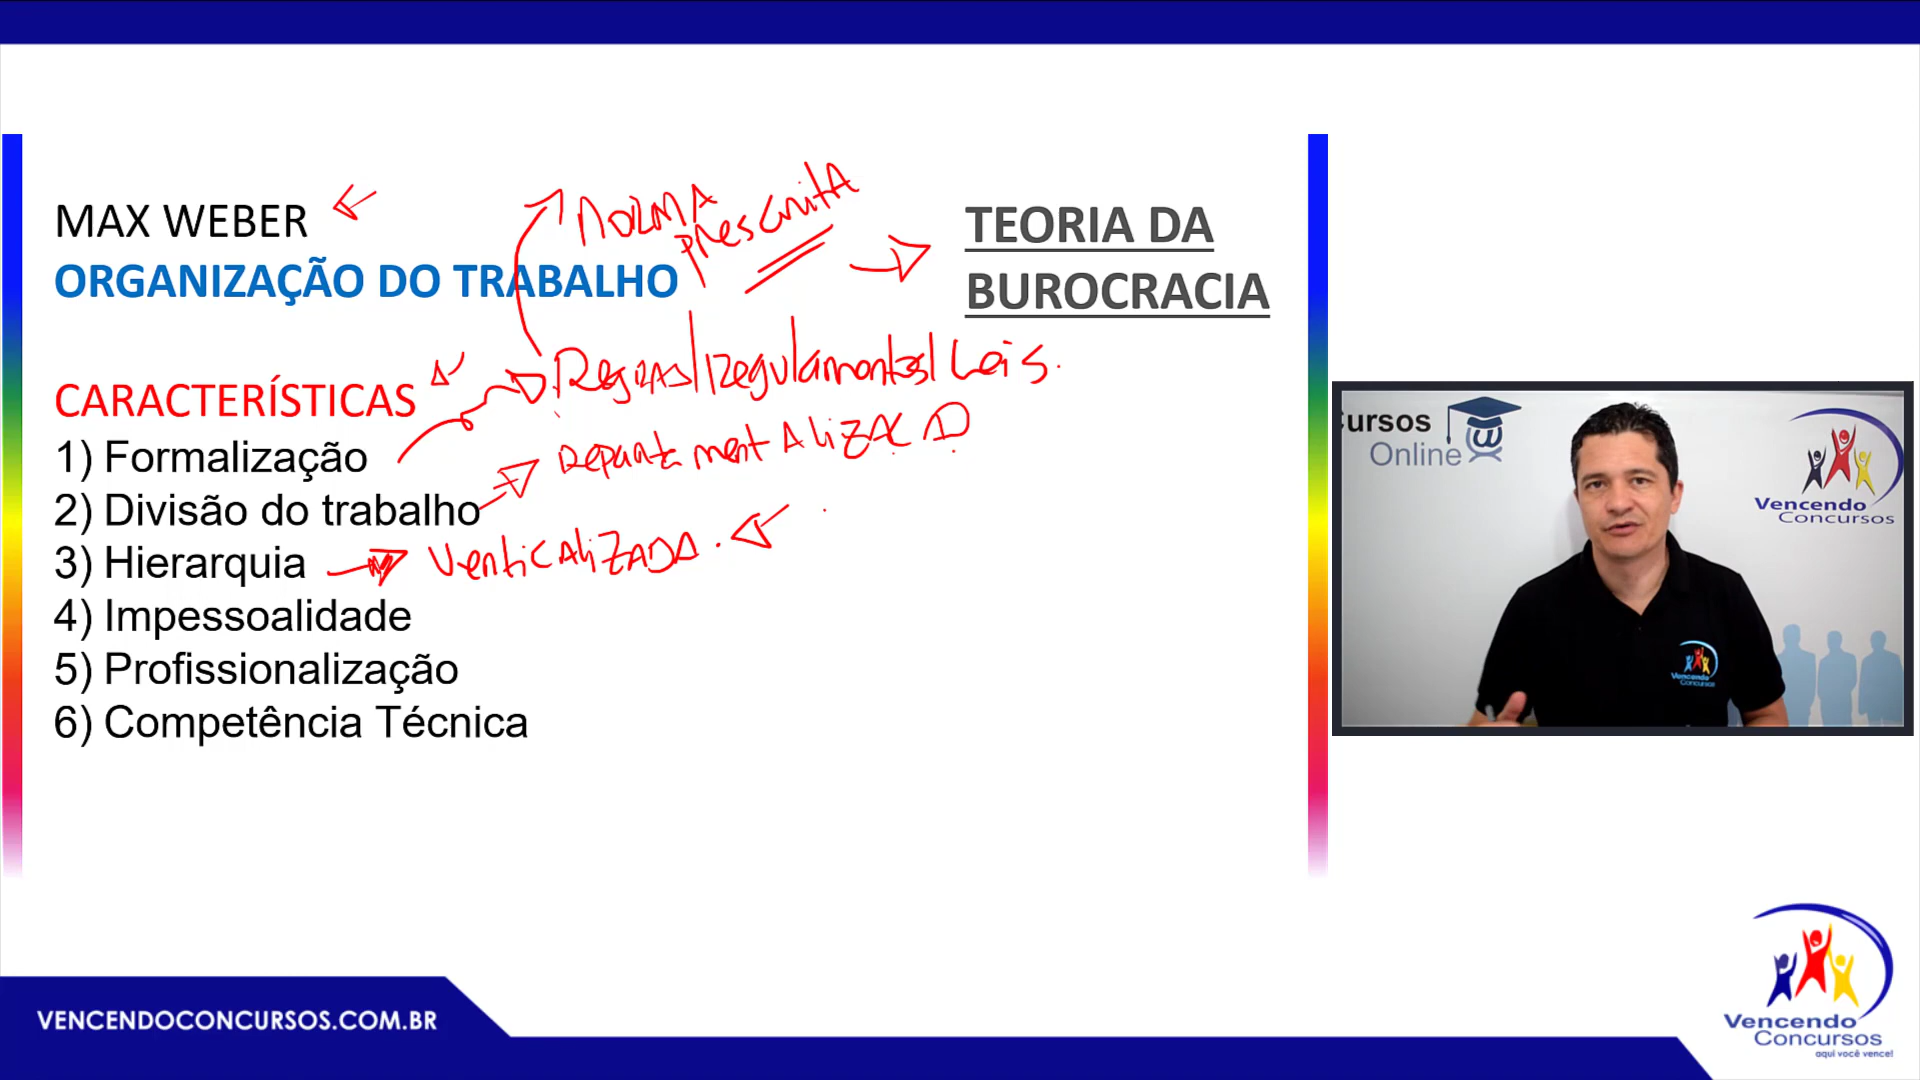 MAX WEBER
ORGANIZAÇÃO DO TRABALHO
NORMA
prescrita
TEORIA DA
BUROCRACIA
CARACTERÍSTICAS
Regras/regulamentos/Leis.
1) Formalização
Departamentalizac
2) Divisão do trabalho
3) Hierarquia
VerticAlizADA.
4) Impessoalidade
5) Profissionalização
6) Competência Técnica
Cursos
Online
Vencendo
Concursos
Vencendo
Concursos
VENCENDOCONCURSOS.COM.BR
Vencendo
Concursos
aqui você vence!